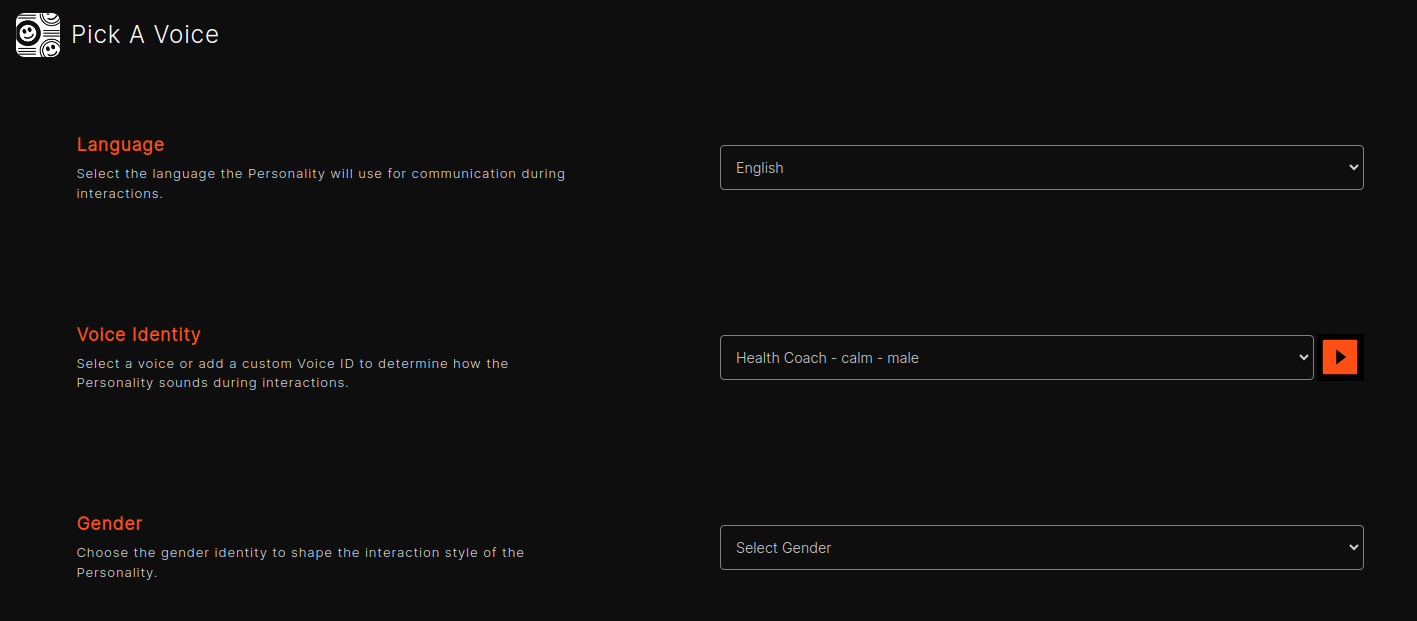 Pick A Voice
Language
Select the language the Personality will use for communication during
interactions.
English
Voice Identity
Select a voice or add a custom Voice ID to determine how the
Personality sounds during interactions.
Health Coach - calm - male
Gender
Choose the gender identity to shape the interaction style of the
Personality.
Select Gender